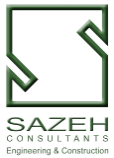 SAZEH
CONSULTANTS
Engineering & Construction